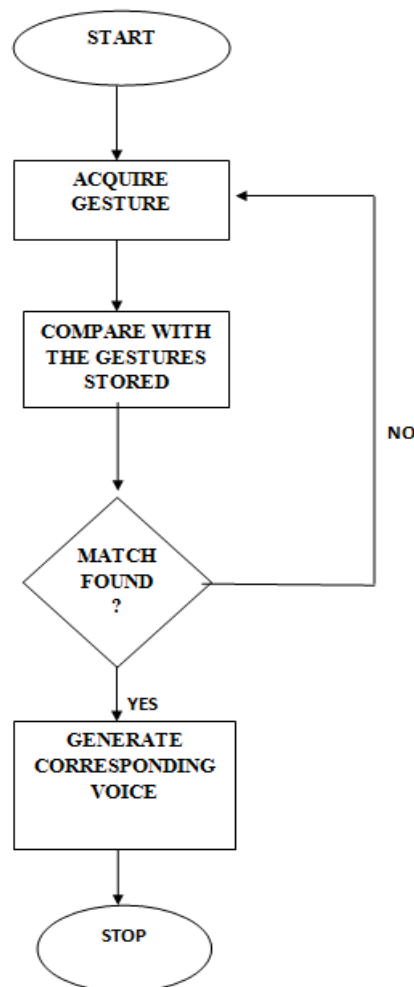 START
ACQUIRE
GESTURE
COMPARE WITH
THE GESTURES
STORED
NO
MATCH
FOUND
?
YES
GENERATE
CORRESPONDING
VOICE
STOP